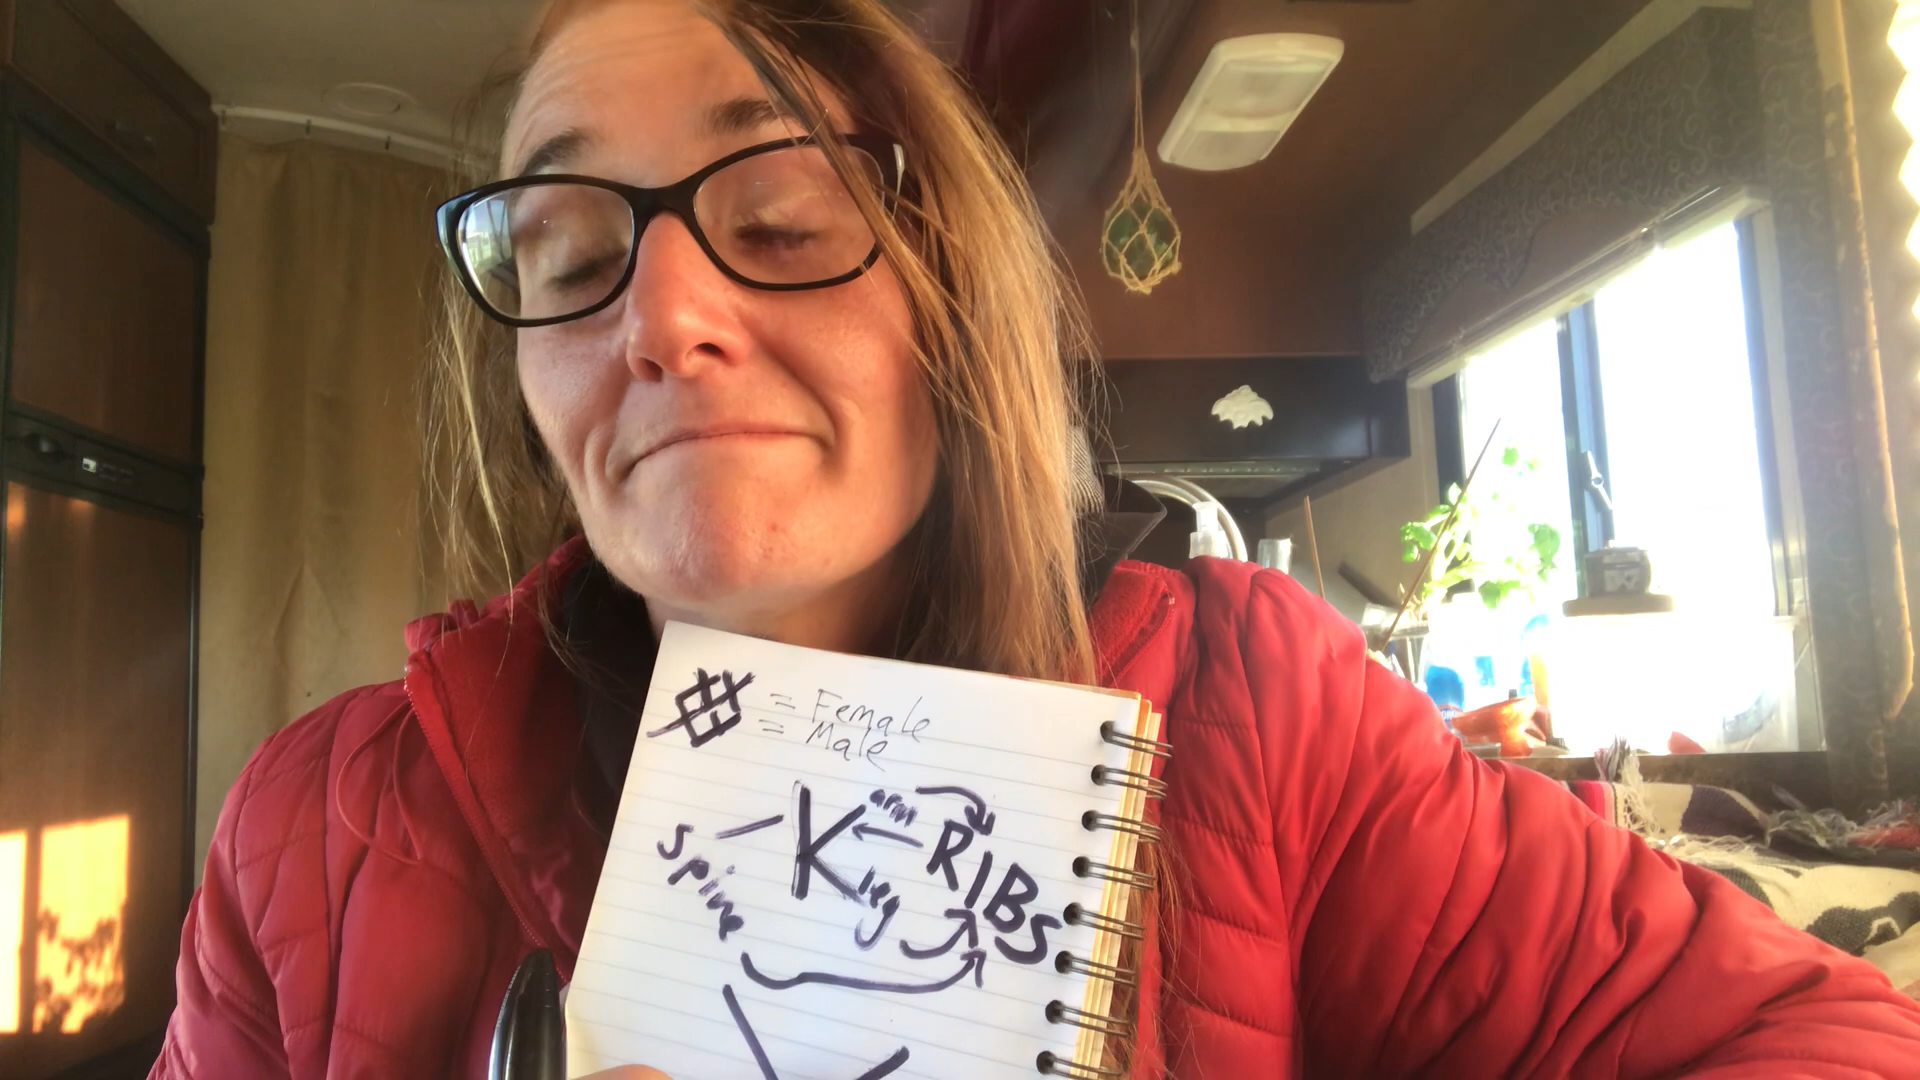 # = Female
= Male
arm
K RIBS
spine
leg